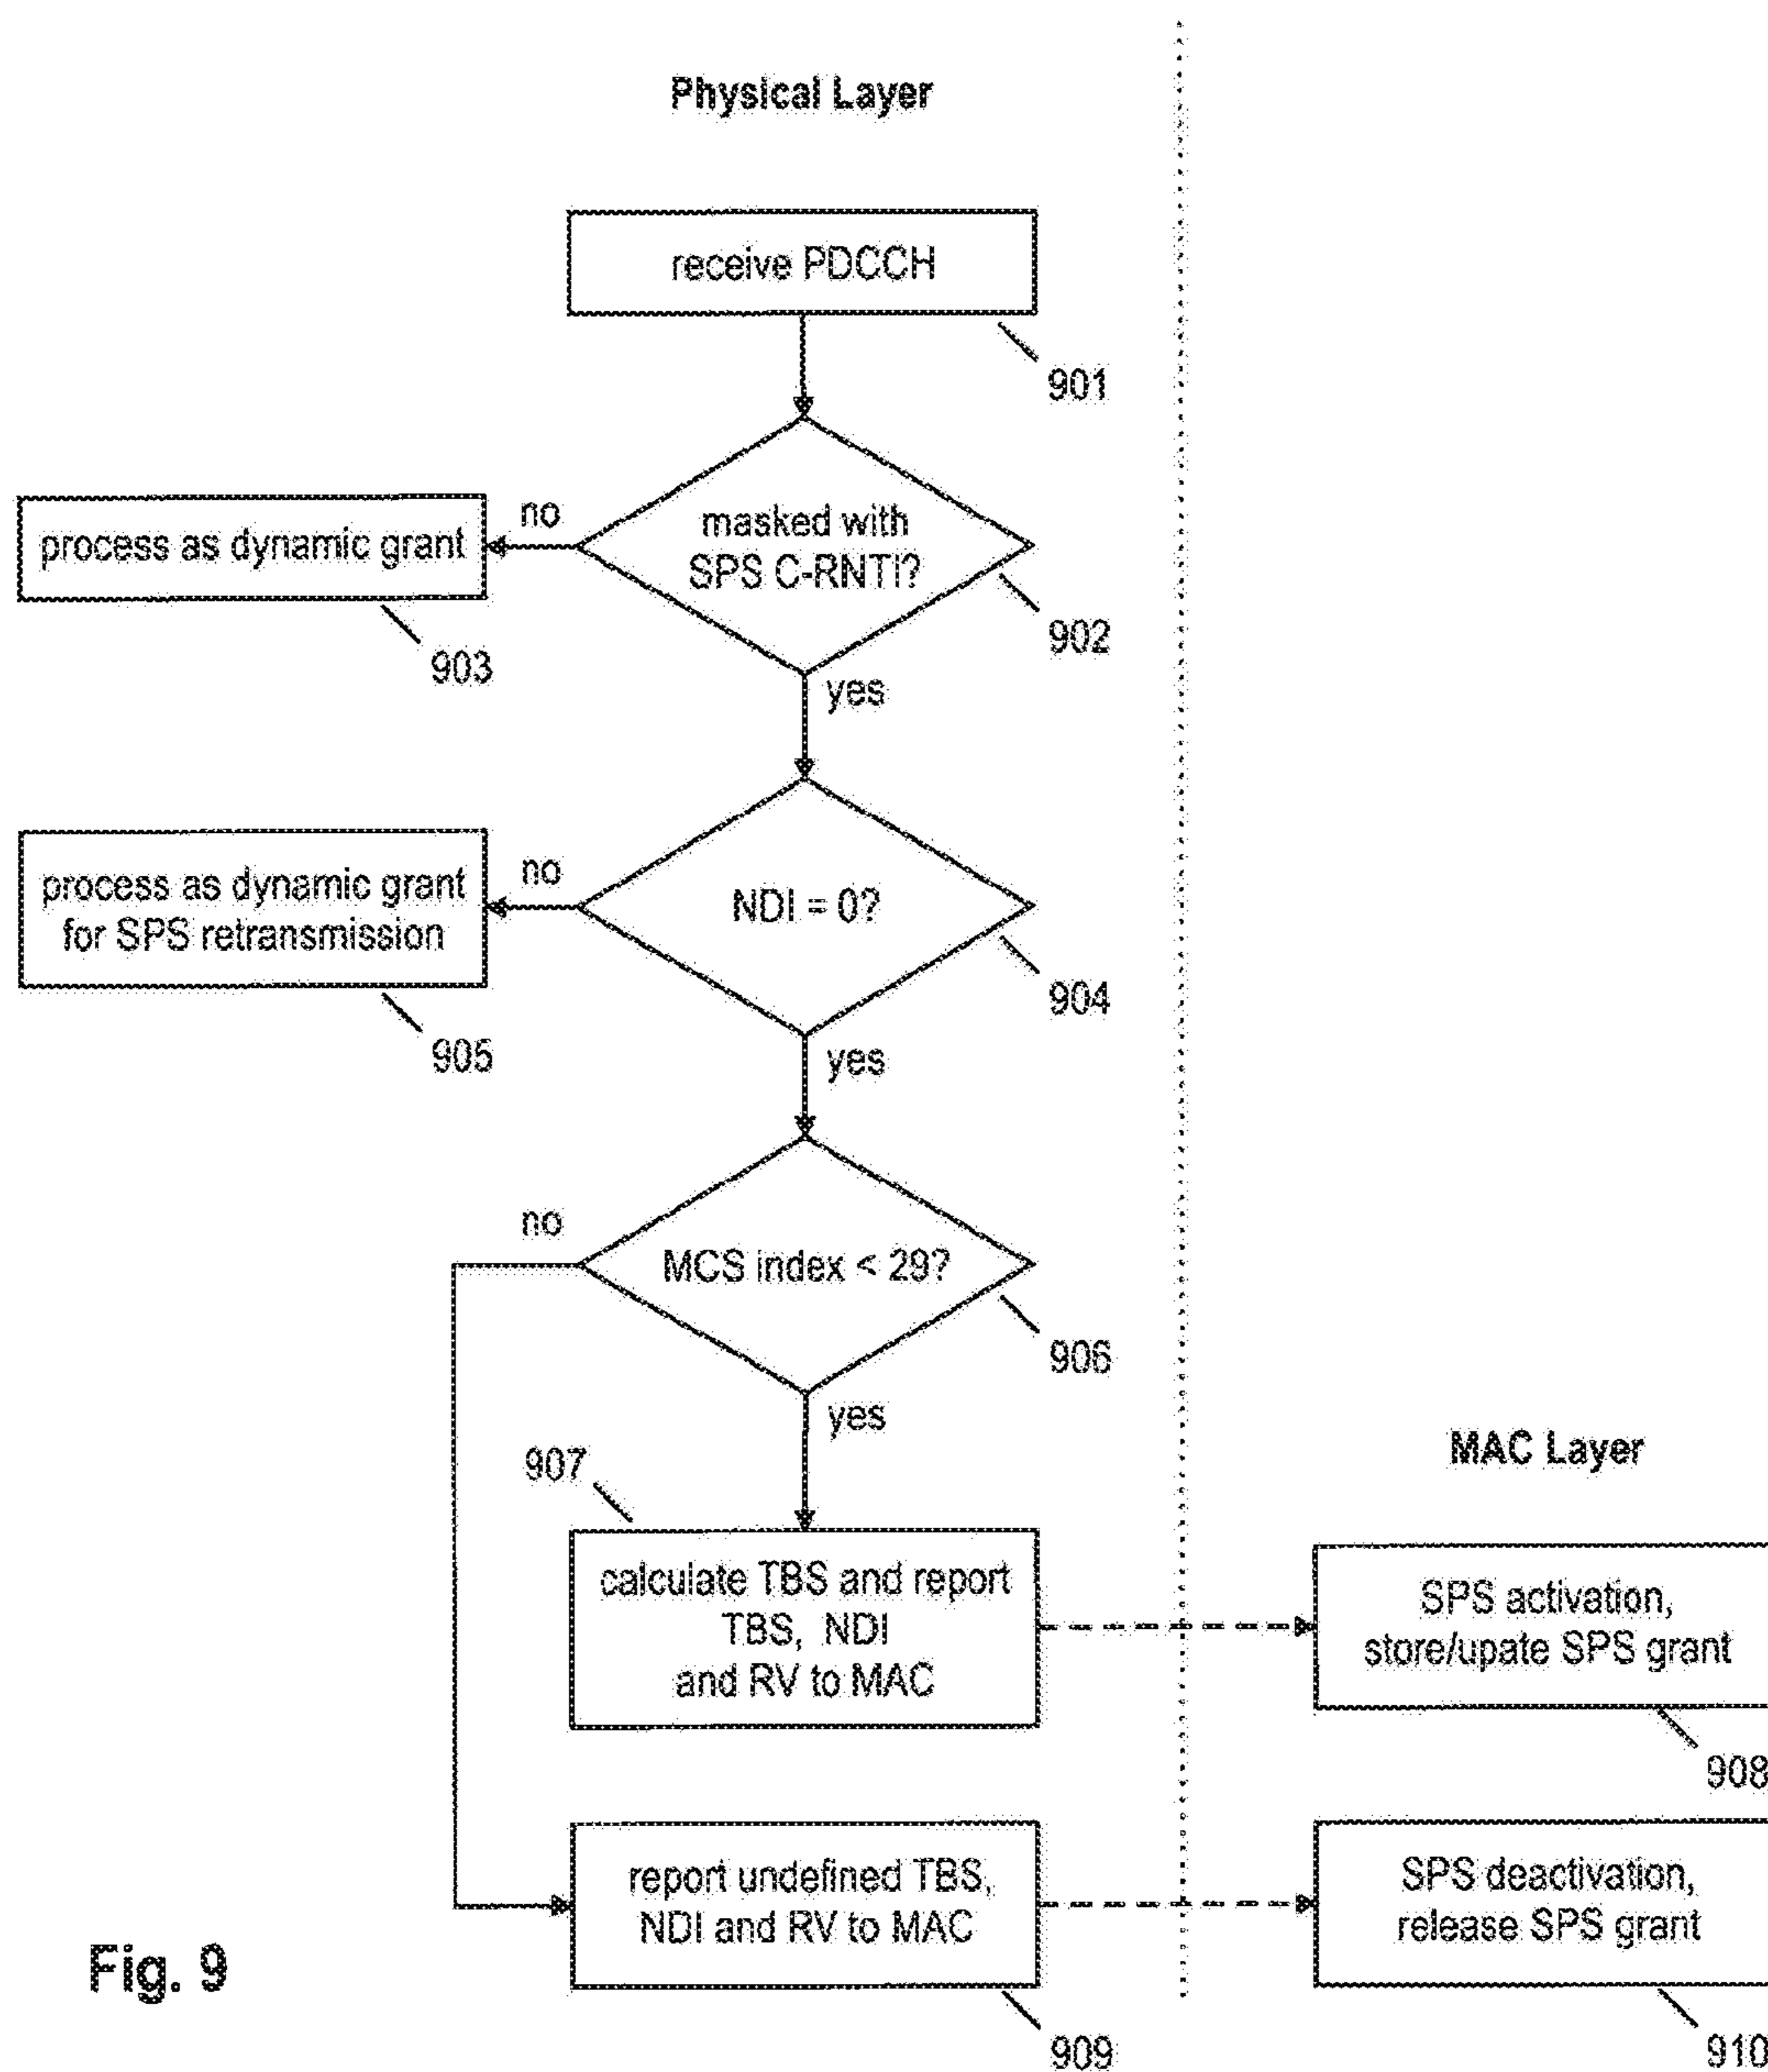 Physical Layer
receive PDCCH
901
masked with
SPS C-RNTI?
902
no
process as dynamic grant
903
yes
NDI = 0?
904
no
process as dynamic grant
for SPS retransmission
905
yes
MCS index < 29?
906
no
yes
907
calculate TBS and report
TBS, NDI
and RV to MAC
MAC Layer
SPS activation,
store/upate SPS grant
908
report undefined TBS,
NDI and RV to MAC
909
SPS deactivation,
release SPS grant
910
Fig. 9